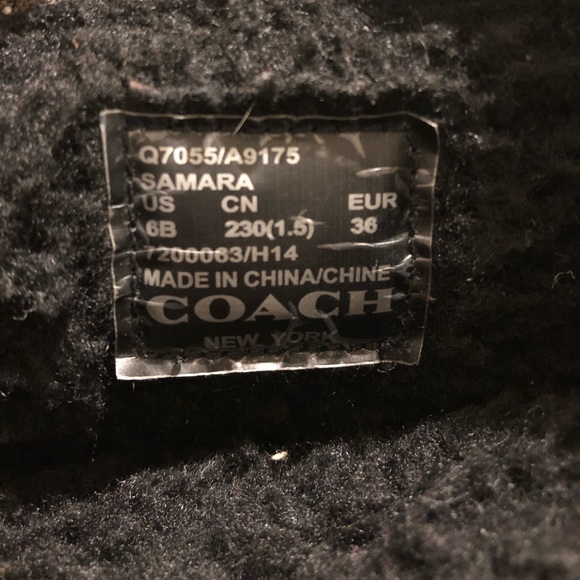 Q7055/A9175
SAMARA
US CN EUR
6B 230(1.5) 36
7200063/H14
MADE IN CHINA/CHINE
COACH
NEW YORK